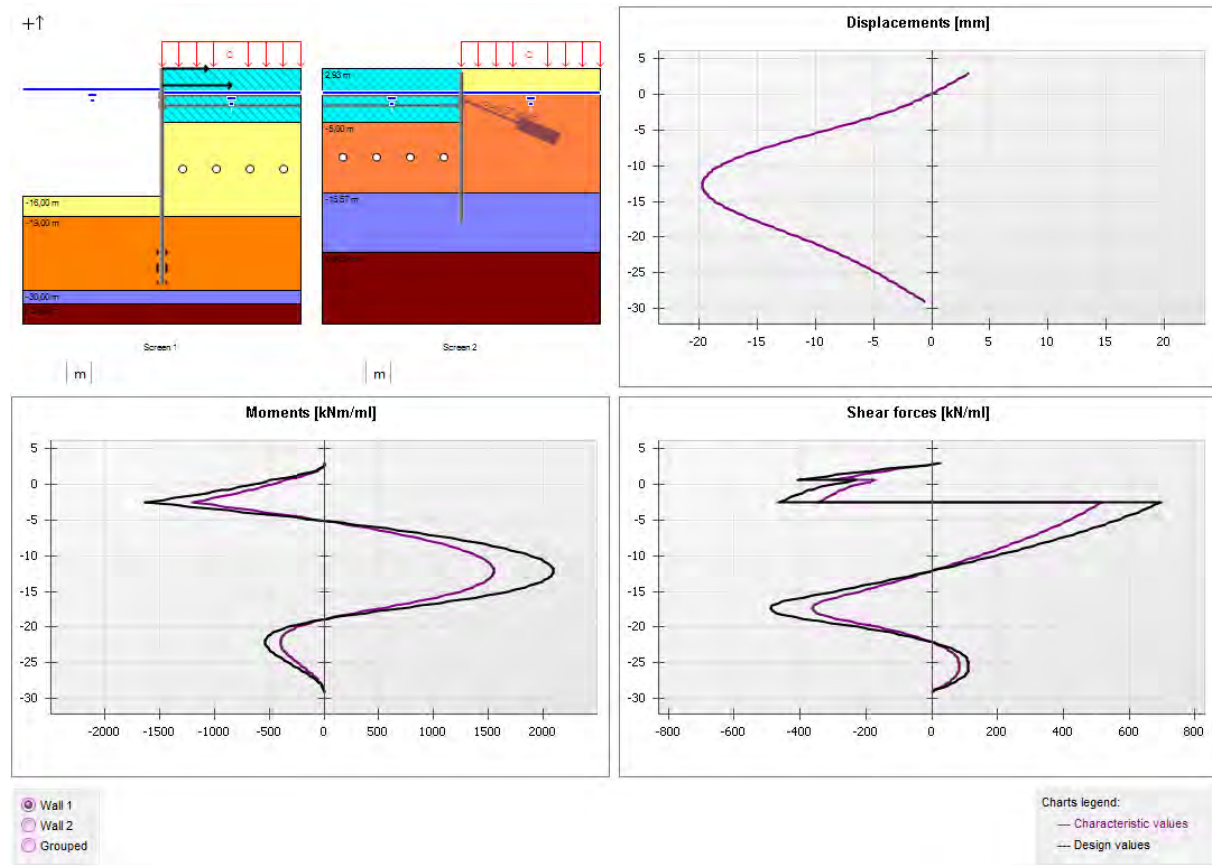 +↑
2,93 m
-5,00 m
-16,00 m
-15,57 m
-19,00 m
-30,00 m
Screen 1
Screen 2
m
m
Displacements [mm]
5
0
-5
-10
-15
-20
-25
-30
-20 -15 -10 -5 0 5 10 15 20
Moments [kNm/ml]
5
0
-5
-10
-15
-20
-25
-30
-2000 -1500 -1000 -500 0 500 1000 1500 2000
Shear forces [kN/ml]
5
0
-5
-10
-15
-20
-25
-30
-800 -600 -400 -200 0 200 400 600 800
Wall 1
Wall 2
Grouped
Charts legend:
— Characteristic values
— Design values